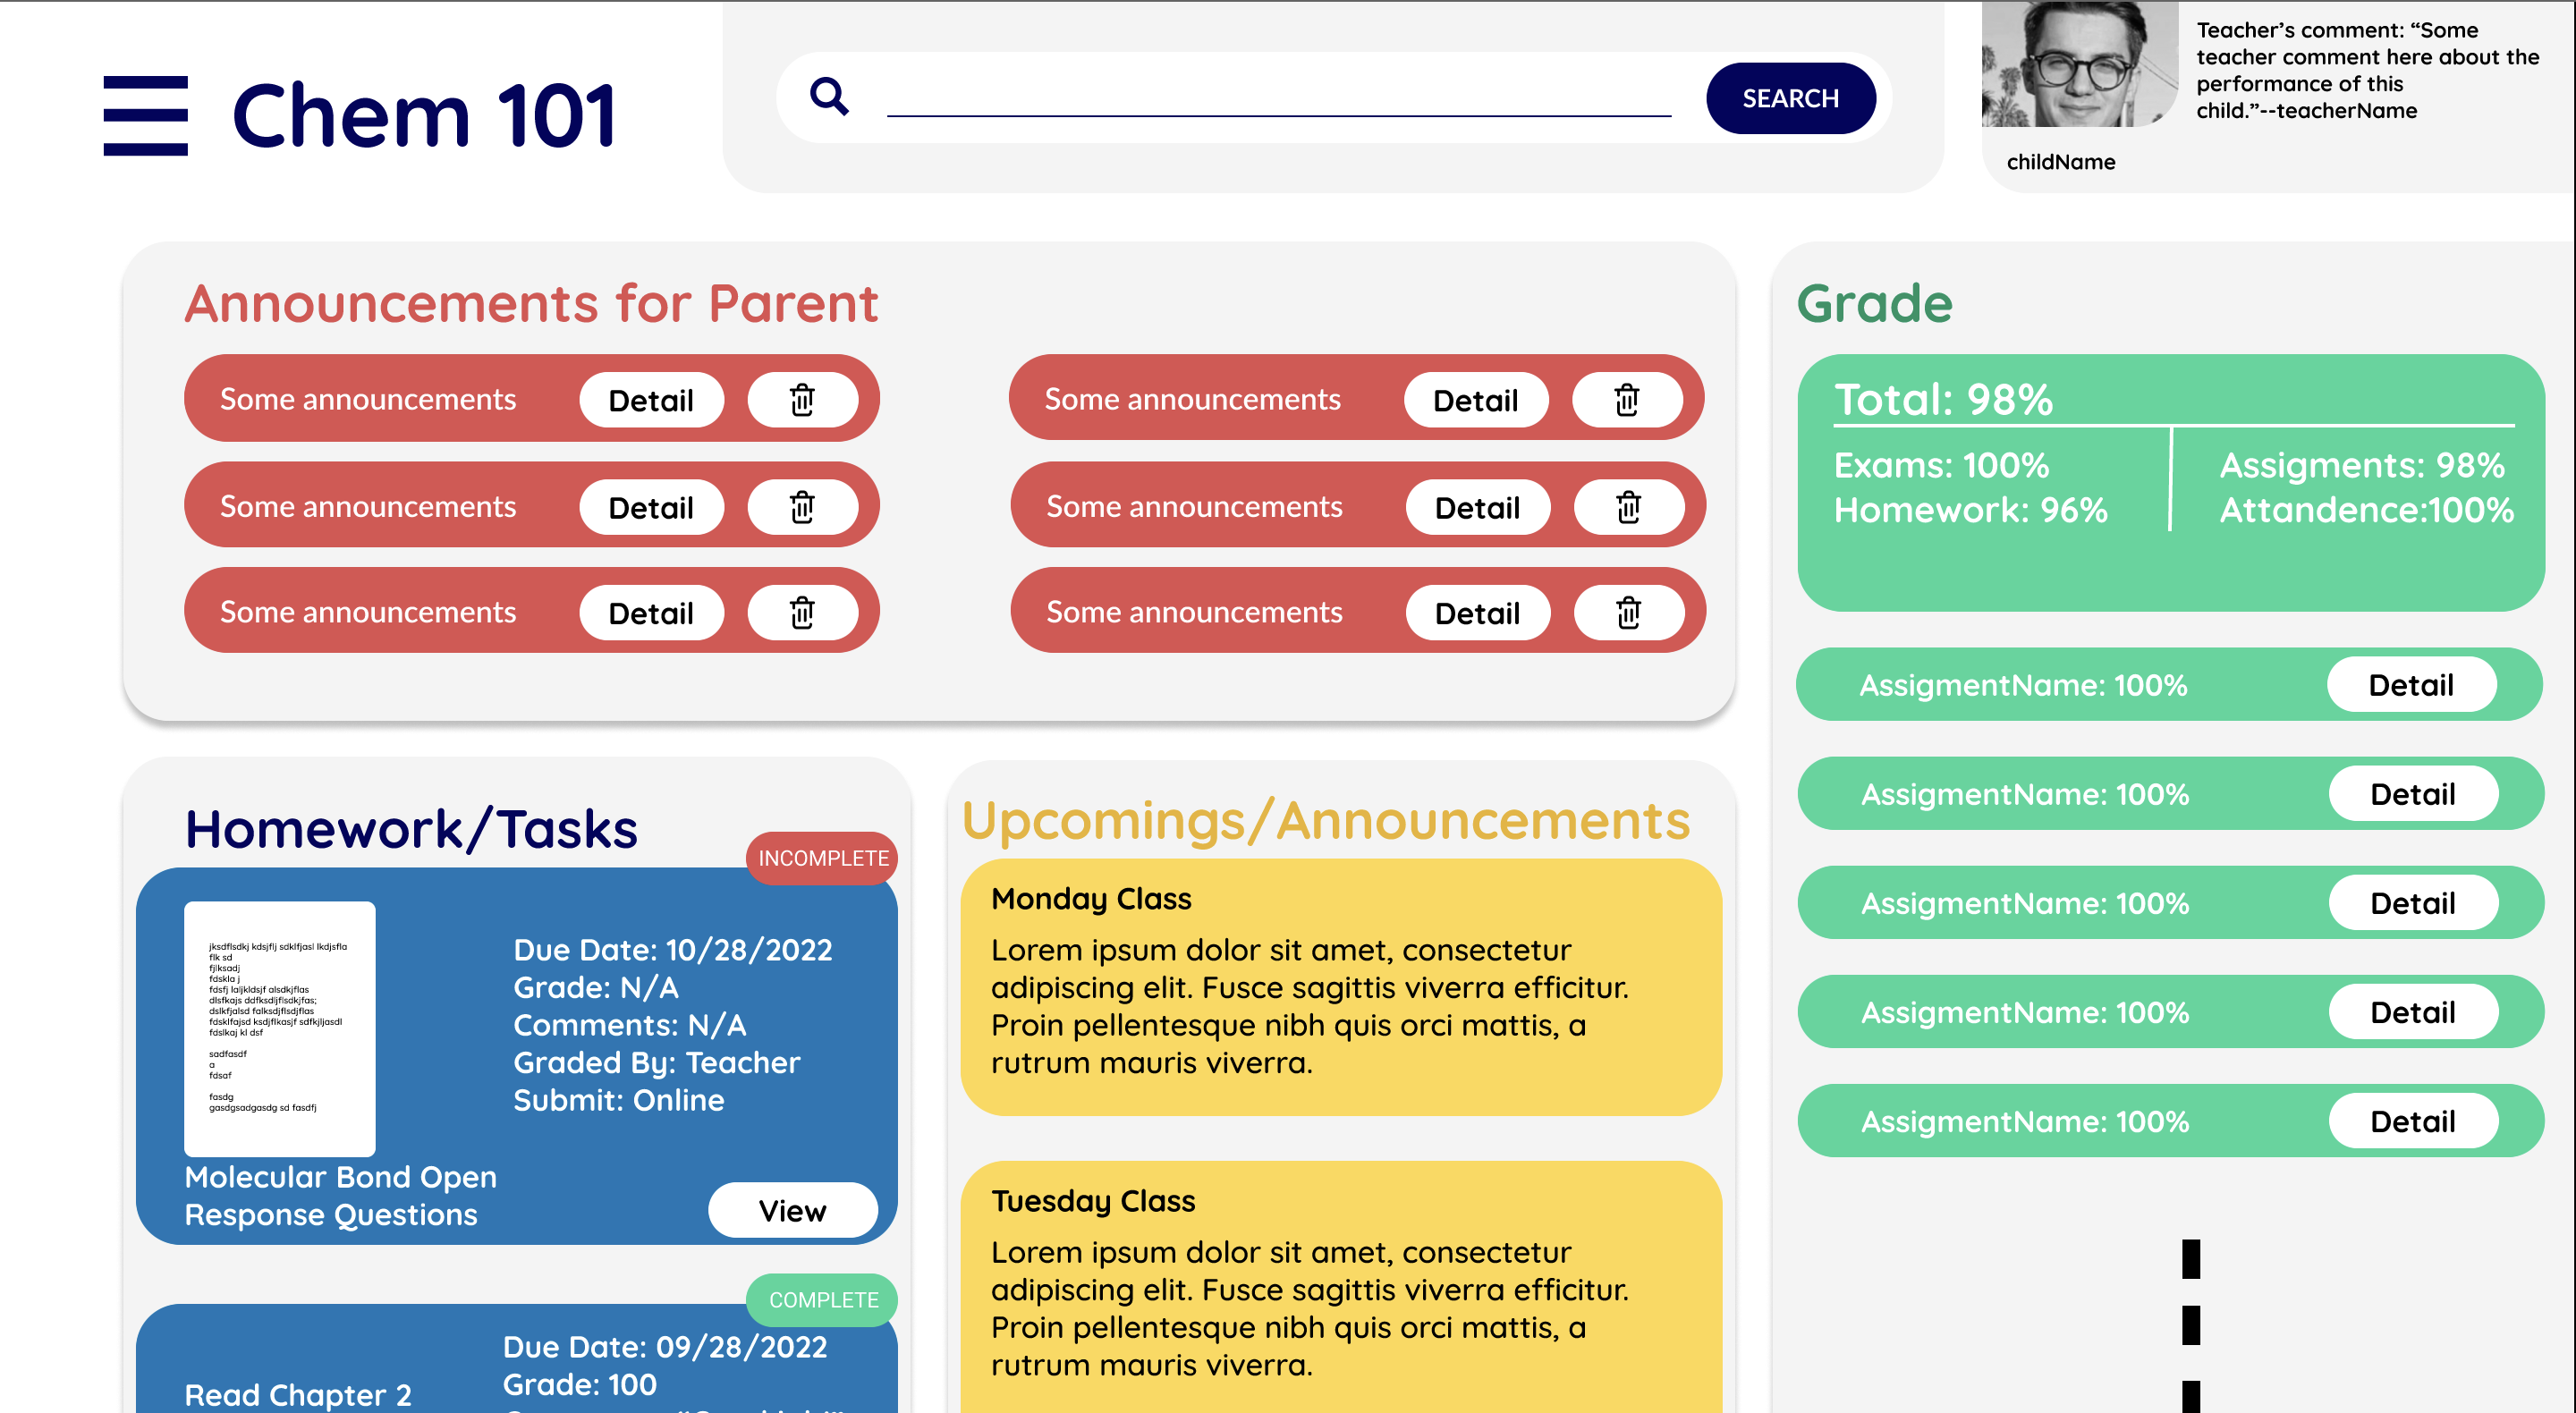 Chem 101
SEARCH
Teacher's comment: “Some
teacher comment here about the
performance of this
child.”--teacherName
childName
Announcements for Parent
Some announcements Detail
Some announcements Detail
Some announcements Detail
Some announcements Detail
Some announcements Detail
Some announcements Detail
Grade
Total: 98%
Exams: 100%
Homework: 96%
Assigments: 98%
Attandence:100%
AssigmentName: 100% Detail
AssigmentName: 100% Detail
AssigmentName: 100% Detail
AssigmentName: 100% Detail
AssigmentName: 100% Detail
Homework/Tasks
INCOMPLETE
jksdflsdkj kdsjflj sdklfjasl lkdjsfla
flk sd
fjlksadj
fdskla j
fdsfj laljkldsjf alsdkjflas
dlsfkajs ddfksdljflsdkjfas;
dslkfjalsd falksdjflsdjflas
fdsklfajsd ksdjflkasjf sdfkjljasdl
fdslkaj kl dsf
sadfasdf
a
fdsaf
fasdg
gasdgsadgasdg sd fasdfj
Due Date: 10/28/2022
Grade: N/A
Comments: N/A
Graded By: Teacher
Submit: Online
Molecular Bond Open
Response Questions
View
COMPLETE
Due Date: 09/28/2022
Grade: 100
Read Chapter 2
Upcomings/Announcements
Monday Class
Lorem ipsum dolor sit amet, consectetur
adipiscing elit. Fusce sagittis viverra efficitur.
Proin pellentesque nibh quis orci mattis, a
rutrum mauris viverra.
Tuesday Class
Lorem ipsum dolor sit amet, consectetur
adipiscing elit. Fusce sagittis viverra efficitur.
Proin pellentesque nibh quis orci mattis, a
rutrum mauris viverra.